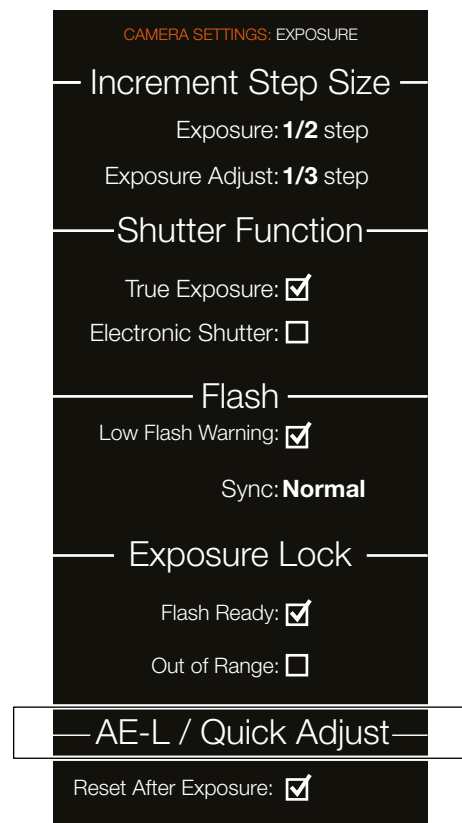 CAMERA SETTINGS: EXPOSURE
Increment Step Size
Exposure: 1/2 step
Exposure Adjust: 1/3 step
Shutter Function
True Exposure:
Electronic Shutter:
Flash
Low Flash Warning:
Sync: Normal
Exposure Lock
Flash Ready:
Out of Range:
AE-L / Quick Adjust
Reset After Exposure: